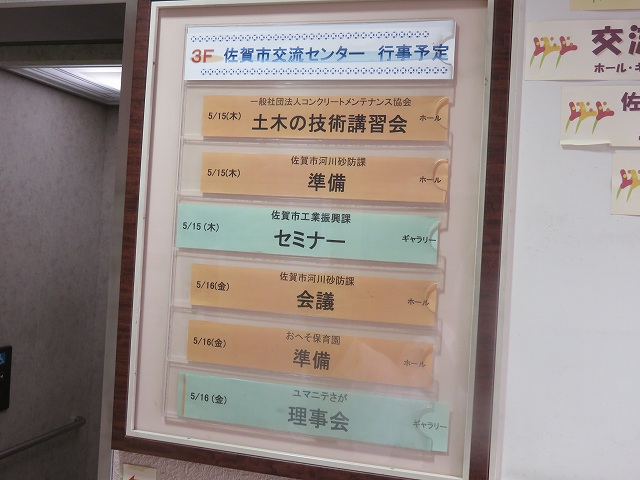 3F 佐賀市交流センター 行事予定
一般社団法人コンクリートメンテナンス協会
5/15(木) 土木の技術講習会 ホール
佐賀市河川砂防課
5/15(木) 準備 ホール
佐賀市工業振興課
5/15(木) セミナー ギャラリー
佐賀市河川砂防課
5/16(金) 会議 ホール
おへそ保育園
5/16(金) 準備 ホール
ユマニテさが
5/16(金) 理事会 ギャラリー
交流
ホール・ギ
佐